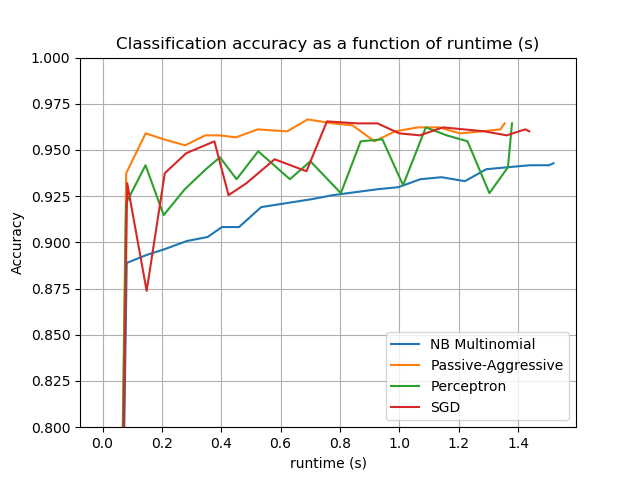 Classification accuracy as a function of runtime (s)
1.000
0.975
0.950
0.925
0.900
0.875
0.850
0.825
0.800
Accuracy
NB Multinomial
Passive-Aggressive
Perceptron
SGD
0.0 0.2 0.4 0.6 0.8 1.0 1.2 1.4
runtime (s)